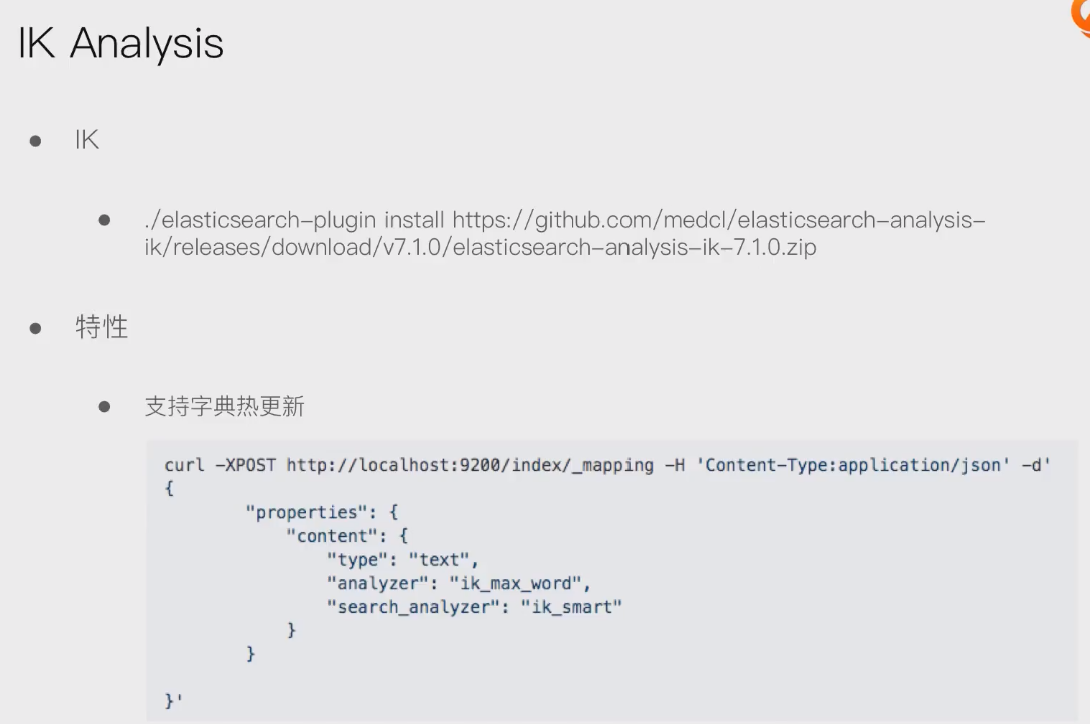 IK Analysis
IK
./elasticsearch-plugin install https://github.com/medcl/elasticsearch-analysis-
ik/releases/download/v7.1.0/elasticsearch-analysis-ik-7.1.0.zip
特性
支持字典热更新
curl -XPOST http://localhost:9200/index/_mapping -H 'Content-Type:application/json' -d'
{
        "properties": {
            "content": {
                "type": "text",
                "analyzer": "ik_max_word",
                "search_analyzer": "ik_smart"
            }
        }
}'